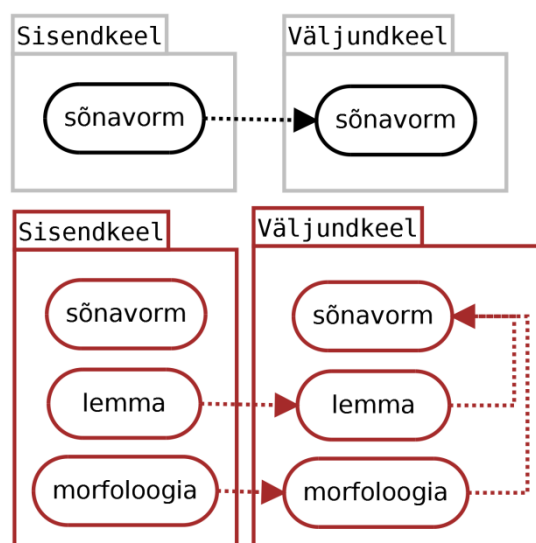 Sisendkeel
Väljundkeel
sõnavorm
sõnavorm
Sisendkeel
Väljundkeel
sõnavorm
sõnavorm
lemma
lemma
morfoloogia
morfoloogia